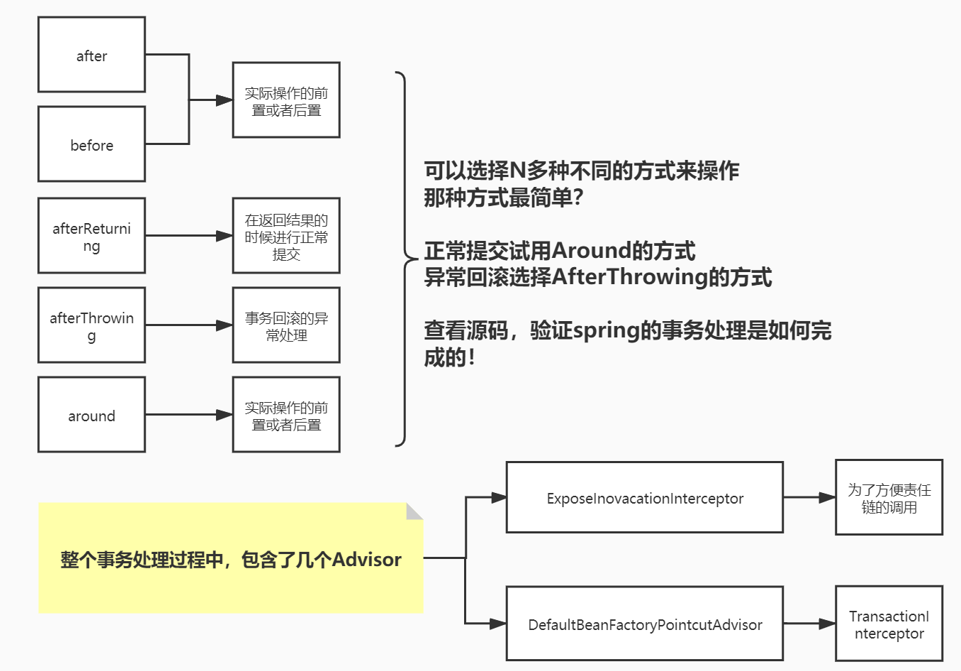 after
实际操作的前
置或者后置
before
afterReturni
ng
在返回结果的
时候进行正常
提交
afterThrowin
g
事务回滚的异
常处理
around
实际操作的前
置或者后置
可以选择N多种不同的方式来操作
那种方式最简单？
正常提交试用Around的方式
异常回滚选择AfterThrowing的方式
查看源码，验证spring的事务处理是如何完
成的！
整个事务处理过程中，包含了几个Advisor
ExposeInovacationInterceptor
为了方便责任
链的调用
DefaultBeanFactoryPointcutAdvisor
TransactionI
nterceptor